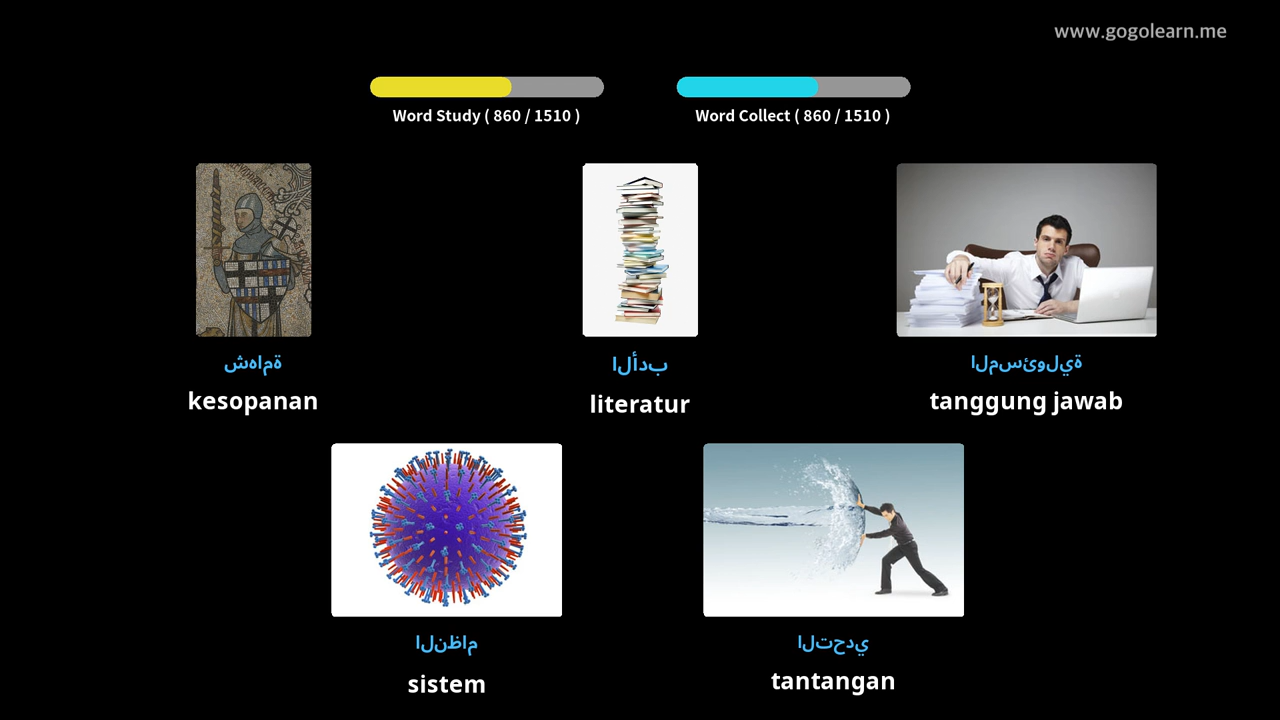 www.gogolearn.me
Word Study ( 860 / 1510 )
Word Collect ( 860 / 1510 )
شهامة
kesopanan
الأدب
literatur
المسئولية
tanggung jawab
النظام
sistem
التحدي
tantangan